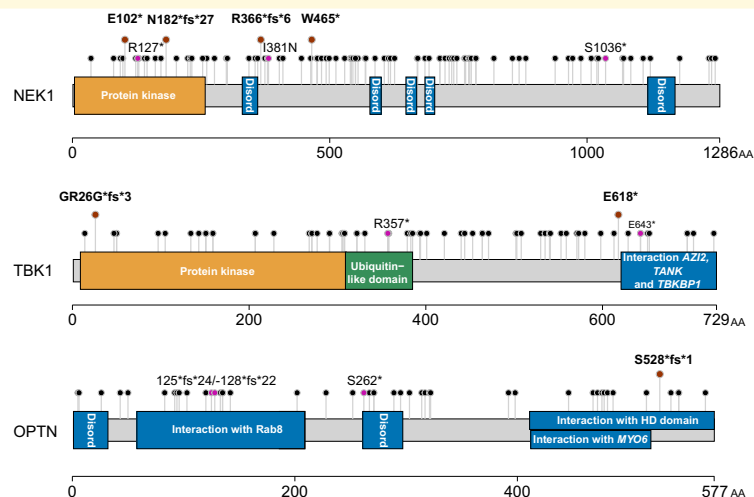 E102* N182*fs*27 R366*fs*6 W465*
R127* I381N S1036*
NEK1 Protein kinase Disord Disord Disord Disord Disord
0 500 1000 1286AA
GR26G*fs*3 E618*
R357* E643*
TBK1 Protein kinase Ubiquitin– like domain Interaction AZI2, TANK and TBKBP1
0 200 400 600 729AA
S528*fs*1
125*fs*24/-128*fs*22 S262*
OPTN Disord Interaction with Rab8 Disord Interaction with HD domain
Interaction with MYO6
0 200 400 577AA